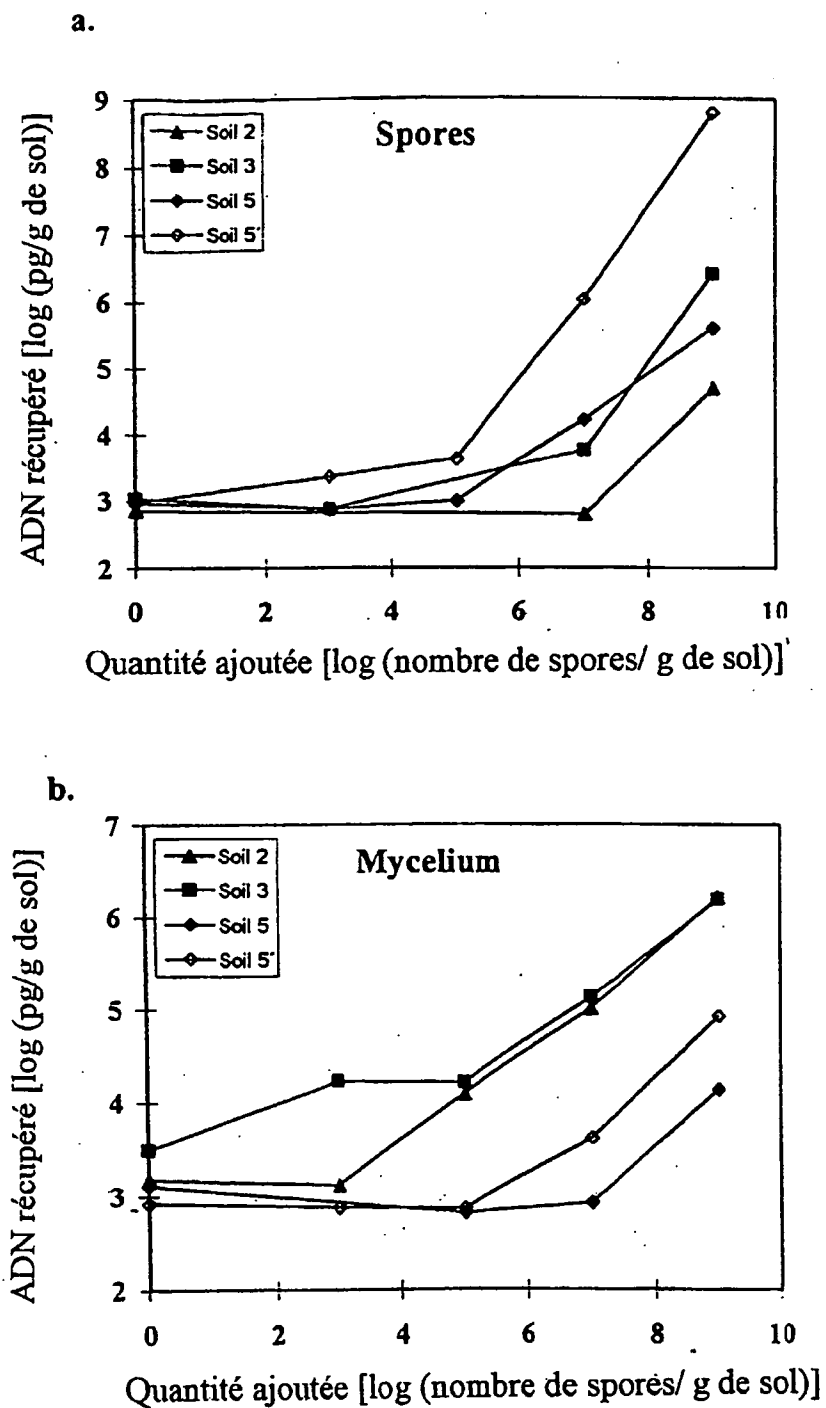 a.
Spores
Soil 2
Soil 3
Soil 5
Soil 5'
ADN récupéré [log (pg/g de sol)]
9
8
7
6
5
4
3
2
0 2 4 6 8 10
Quantité ajoutée [log (nombre de spores/ g de sol)]
b.
Mycelium
Soil 2
Soil 3
Soil 5
Soil 5'
ADN récupéré [log (pg/g de sol)]
7
6
5
4
3
2
0 2 4 6 8 10
Quantité ajoutée [log (nombre de spores/ g de sol)]